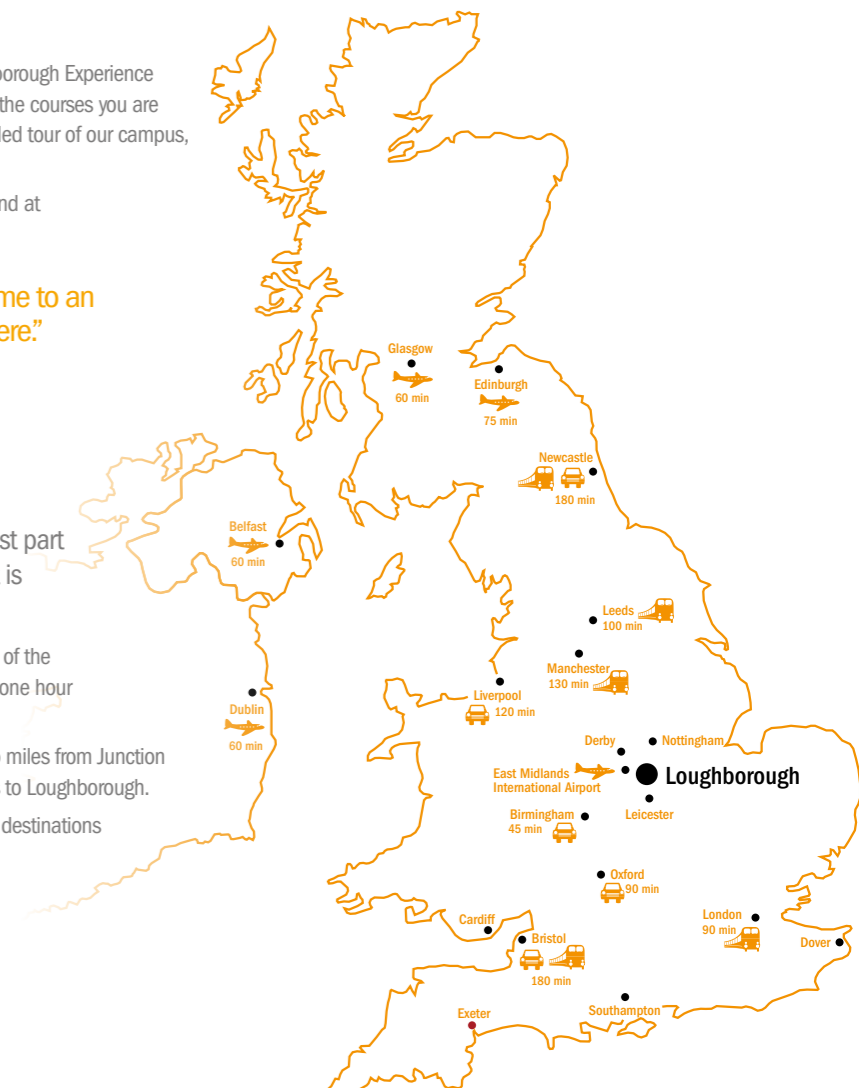 orough Experience
the courses you are
led tour of our campus,
nd at
me to an
ere.”
st part
is
of the
one hour
miles from Junction
to Loughborough.
destinations
Glasgow
60 min
Edinburgh
75 min
Newcastle
180 min
Belfast
60 min
Leeds
100 min
Manchester
130 min
Liverpool
120 min
Dublin
60 min
Derby
Nottingham
East Midlands
International Airport
Loughborough
Birmingham
45 min
Leicester
Oxford
90 min
London
90 min
Cardiff
Bristol
180 min
Dover
Southampton
Exeter